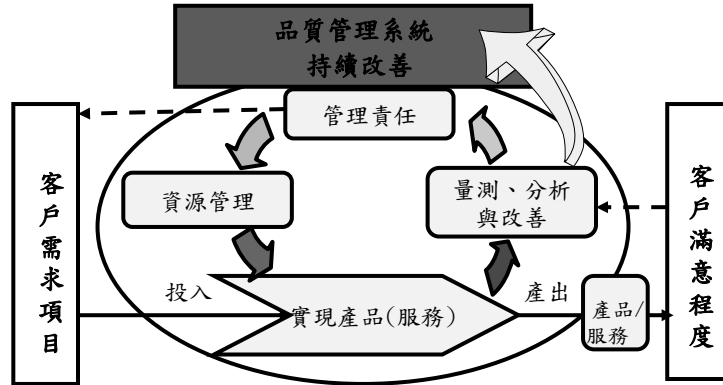 品質管理系統
持續改善
管理責任
客戶需求項目
資源管理
量測、分析
與改善
客戶滿意程度
投入
實現產品(服務)
產出
產品/
服務